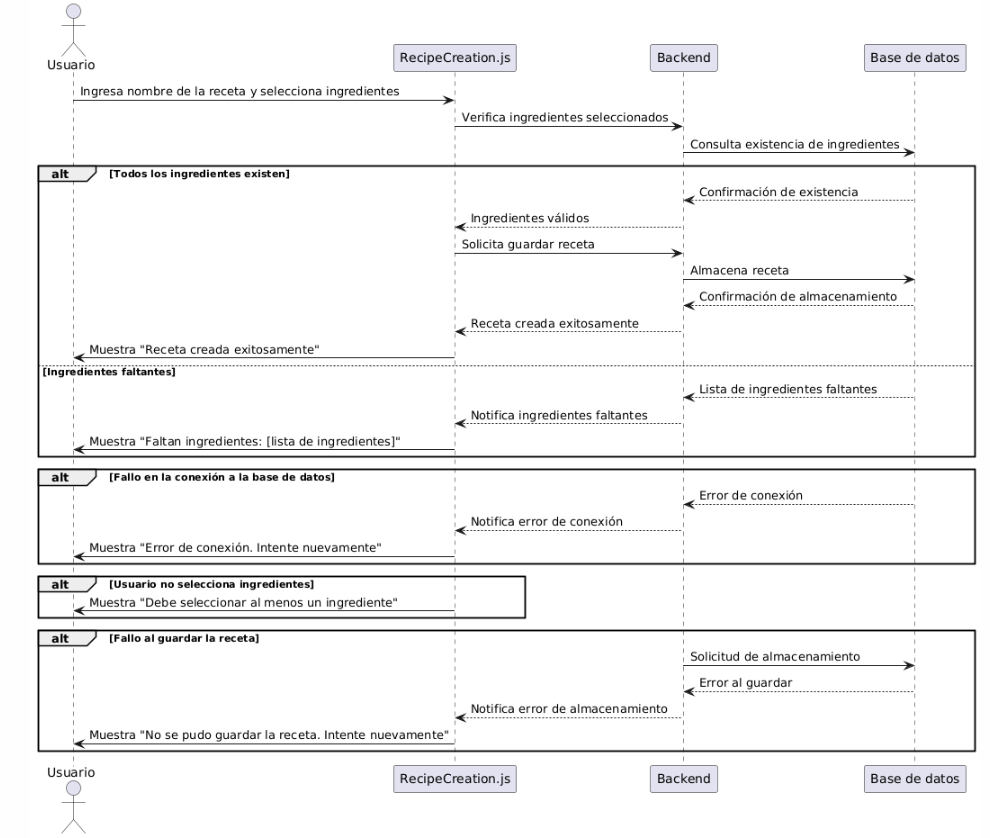 Usuario
RecipeCreation.js
Backend
Base de datos
Ingresa nombre de la receta y selecciona ingredientes
Verifica ingredientes seleccionados
Consulta existencia de ingredientes
alt
[Todos los ingredientes existen]
Confirmación de existencia
Ingredientes válidos
Solicita guardar receta
Almacena receta
Confirmación de almacenamiento
Receta creada exitosamente
Muestra "Receta creada exitosamente"
[Ingredientes faltantes]
Lista de ingredientes faltantes
Notifica ingredientes faltantes
Muestra "Faltan ingredientes: [lista de ingredientes]"
alt
[Fallo en la conexión a la base de datos]
Error de conexión
Notifica error de conexión
Muestra "Error de conexión. Intente nuevamente"
alt
[Usuario no selecciona ingredientes]
Muestra "Debe seleccionar al menos un ingrediente"
alt
[Fallo al guardar la receta]
Solicitud de almacenamiento
Error al guardar
Notifica error de almacenamiento
Muestra "No se pudo guardar la receta. Intente nuevamente"
Usuario
RecipeCreation.js
Backend
Base de datos